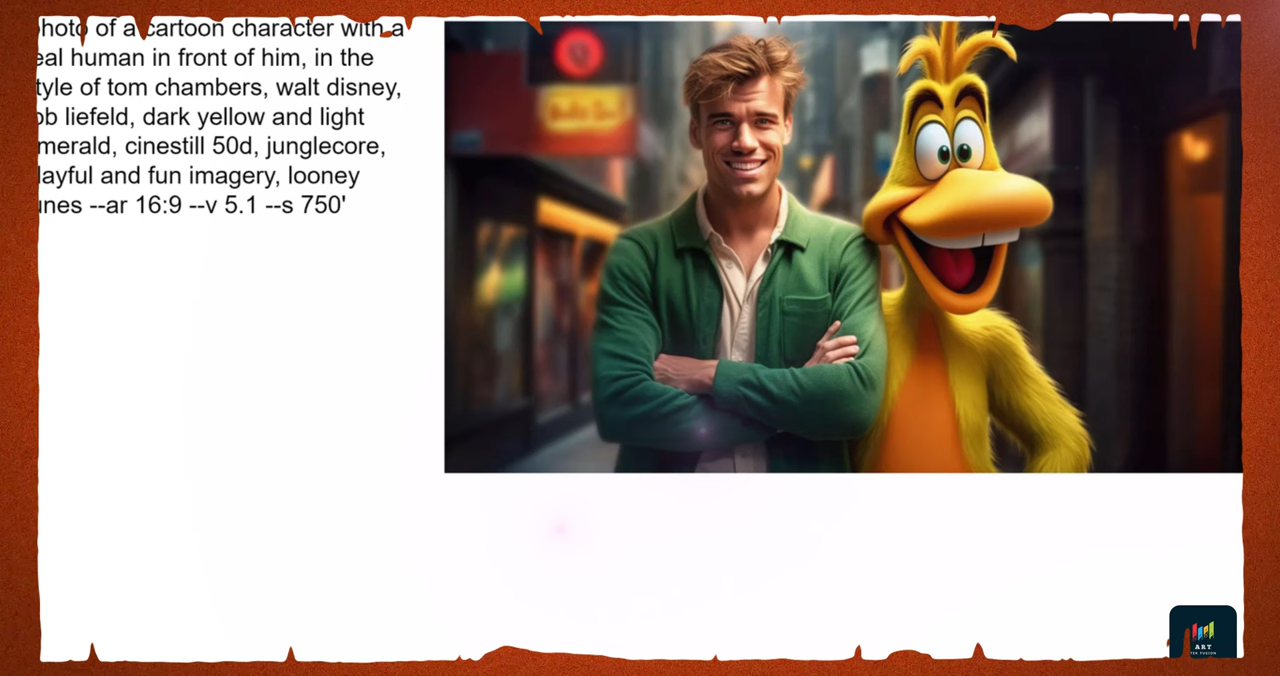 photo of a cartoon character with a
eal human in front of him, in the
tyle of tom chambers, walt disney,
ob liefeld, dark yellow and light
merald, cinestill 50d, junglecore,
layful and fun imagery, looney
unes --ar 16:9 --v 5.1 --s 750'
ART